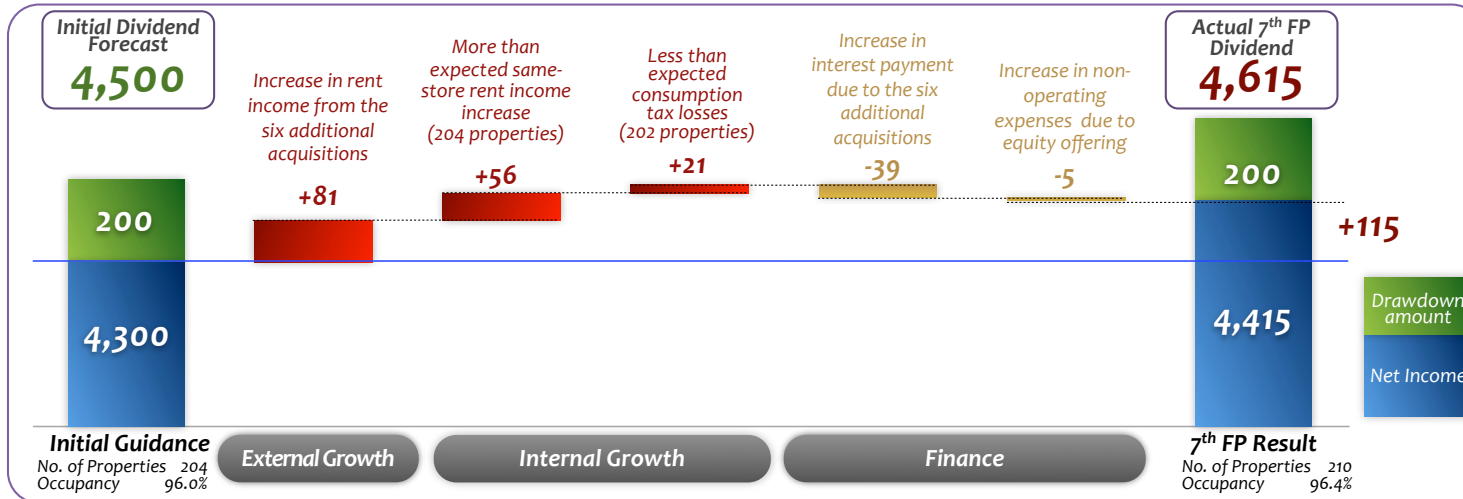 Initial Dividend
Forecast
4,500
Increase in rent
income from the
six additional
acquisitions
+81
More than
expected same-
store rent income
increase
(204 properties)
+56
Less than
expected
consumption
tax losses
(202 properties)
+21
Increase in
interest payment
due to the six
additional
acquisitions
-39
Increase in non-
operating
expenses due to
equity offering
-5
Actual 7th FP
Dividend
4,615
200
4,300
200
4,415
+115
Drawdown
amount
Net Income
Initial Guidance
No. of Properties 204
Occupancy 96.0%
External Growth
Internal Growth
Finance
7th FP Result
No. of Properties 210
Occupancy 96.4%